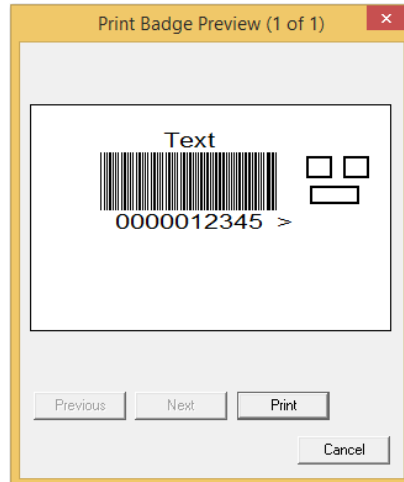 Print Badge Preview (1 of 1)
Text
0000012345 >
Previous Next Print
Cancel